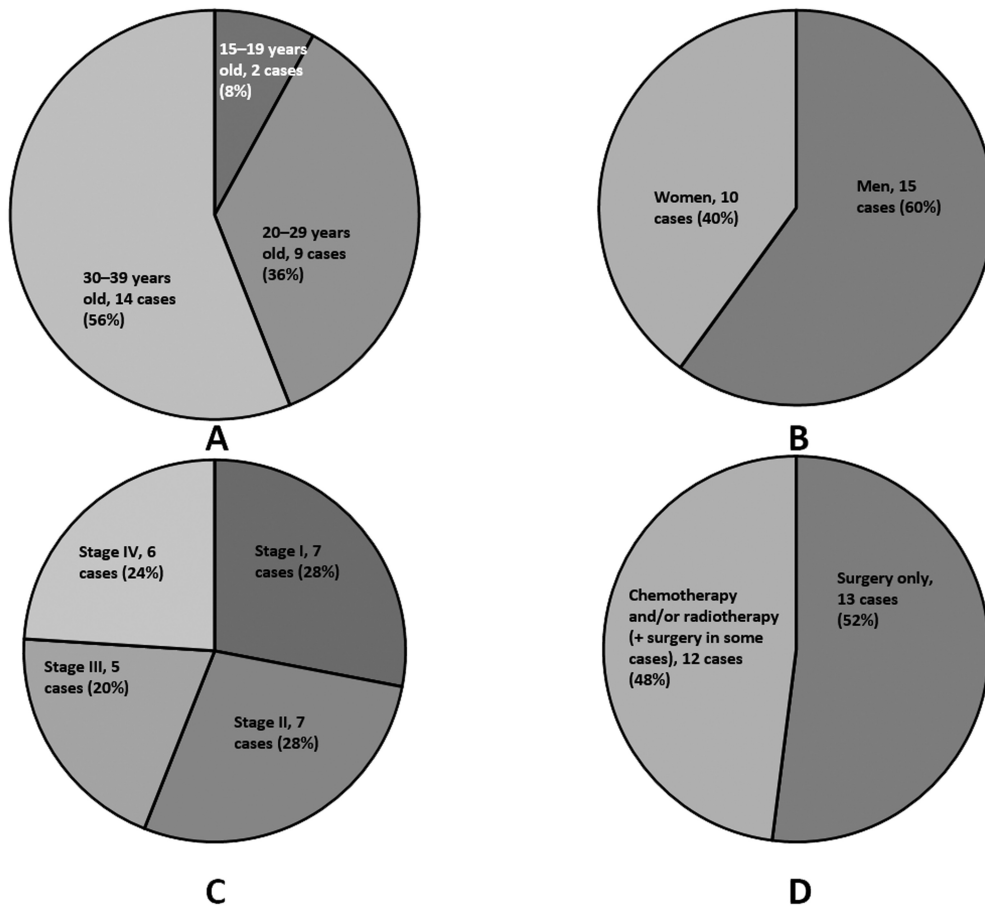 15–19 years
old, 2 cases
(8%)
20–29 years
old, 9 cases
(36%)
30–39 years
old, 14 cases
(56%)
A
Women, 10
cases (40%)
Men, 15
cases (60%)
B
Stage IV, 6
cases (24%)
Stage I, 7
cases (28%)
Stage III, 5
cases (20%)
Stage II, 7
cases (28%)
C
Chemotherapy
and/or radiotherapy
(+ surgery in some
cases), 12 cases
(48%)
Surgery only,
13 cases
(52%)
D